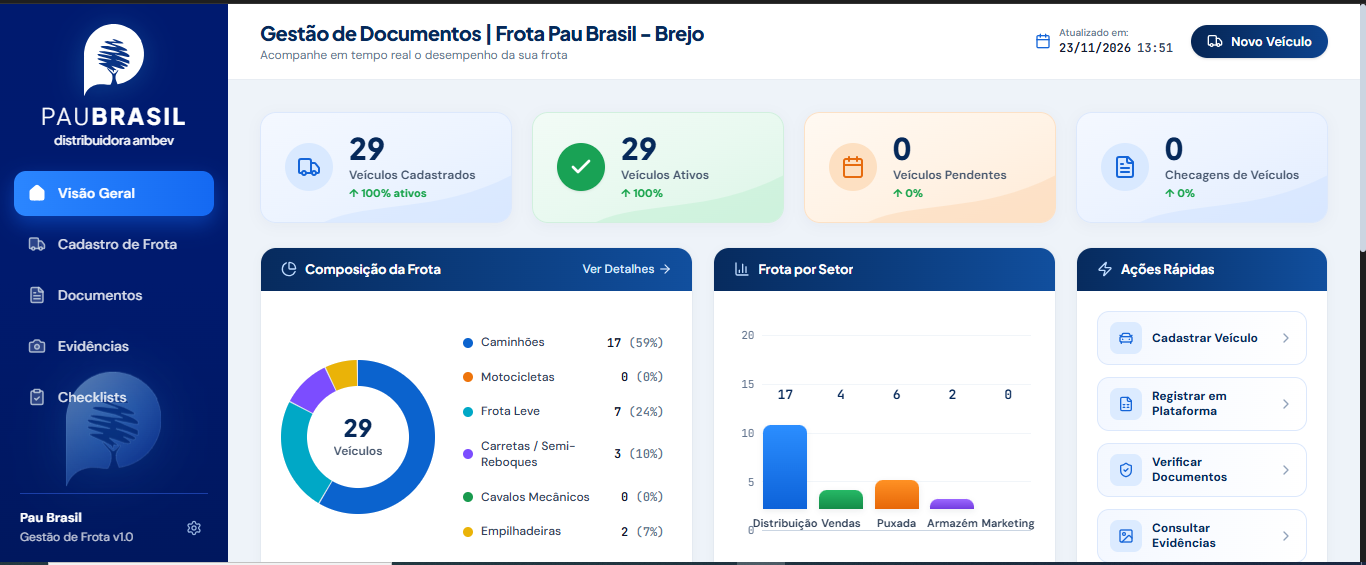 PAUBRASIL
distribuidora ambev
Visão Geral
Cadastro de Frota
Documentos
Evidências
Checklists
Pau Brasil
Gestão de Frota v1.0
Gestão de Documentos | Frota Pau Brasil – Brejo
Acompanhe em tempo real o desempenho da sua frota
Atualizado em:
23/11/2026 13:51
Novo Veículo
29
Veículos Cadastrados
↑ 100% ativos
29
Veículos Ativos
↑ 100%
0
Veículos Pendentes
↑ 0%
0
Checagens de Veículos
↑ 0%
Composição da Frota
Ver Detalhes →
29
Veículos
Caminhões 17 (59%)
Motocicletas 0 (0%)
Frota Leve 7 (24%)
Carretas / Semi-
Reboques 3 (10%)
Cavalos Mecânicos 0 (0%)
Empilhadeiras 2 (7%)
Frota por Setor
20
15
10
5
0
17 4 6 2 0
Distribuição Vendas Puxada Armazém Marketing
Ações Rápidas
Cadastrar Veículo
Registrar em
Plataforma
Verificar
Documentos
Consultar
Evidências